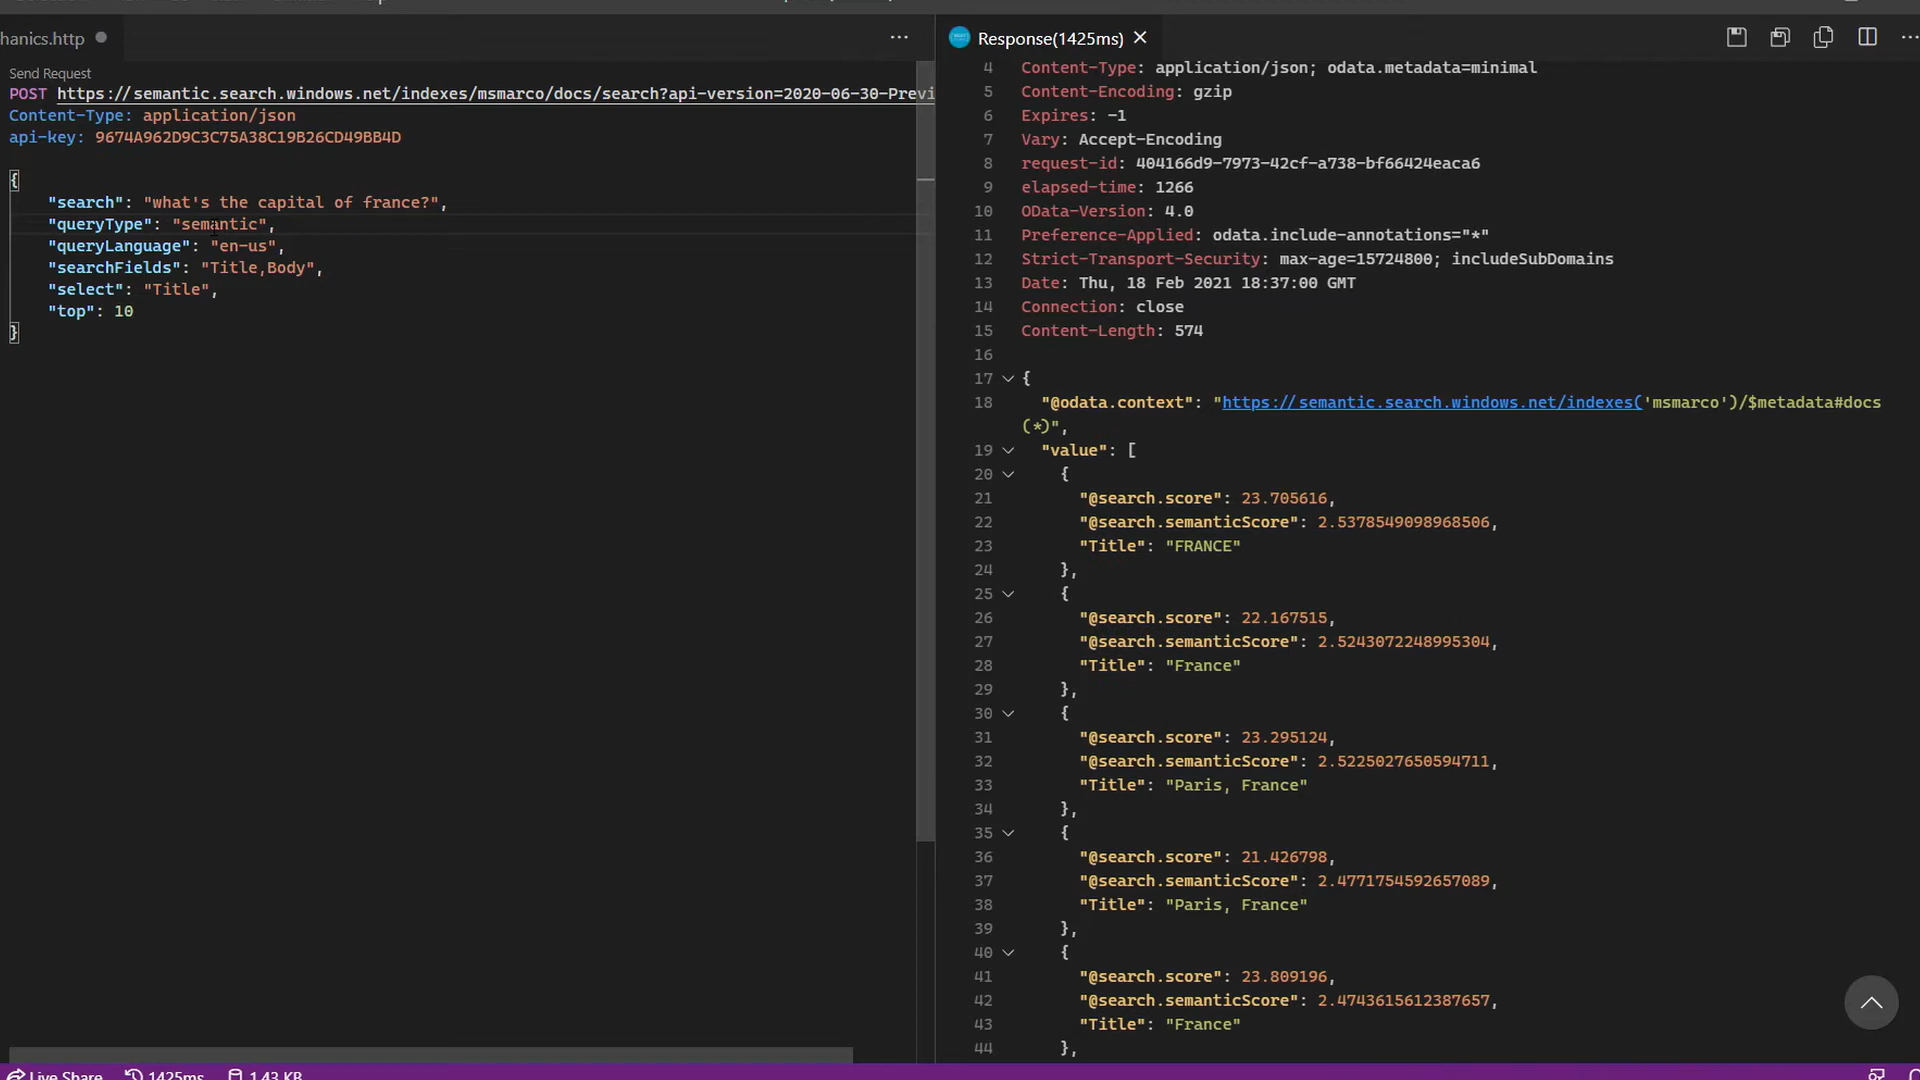 hanics.http
Send Request
POST https://semantic.search.windows.net/indexes/msmarco/docs/search?api-version=2020-06-30-Previ
Content-Type: application/json
api-key: 9674A962D9C3C75A38C19B26CD49BB4D
{
"search": "what's the capital of france?",
"queryType": "semantic",
"queryLanguage": "en-us",
"searchFields": "Title,Body",
"select": "Title",
"top": 10
}
Live Share 1425ms 1.43 KB
Response(1425ms)
4 Content-Type: application/json; odata.metadata=minimal
5 Content-Encoding: gzip
6 Expires: -1
7 Vary: Accept-Encoding
8 request-id: 404166d9-7973-42cf-a738-bf66424eaca6
9 elapsed-time: 1266
10 OData-Version: 4.0
11 Preference-Applied: odata.include-annotations="*"
12 Strict-Transport-Security: max-age=15724800; includeSubDomains
13 Date: Thu, 18 Feb 2021 18:37:00 GMT
14 Connection: close
15 Content-Length: 574
16
17 {
18 "@odata.context": "https://semantic.search.windows.net/indexes('msmarco')/$metadata#docs
(*)",
19 "value": [
20 {
21 "@search.score": 23.705616,
22 "@search.semanticScore": 2.5378549098968506,
23 "Title": "FRANCE"
24 },
25 {
26 "@search.score": 22.167515,
27 "@search.semanticScore": 2.5243072248995304,
28 "Title": "France"
29 },
30 {
31 "@search.score": 23.295124,
32 "@search.semanticScore": 2.5225027650594711,
33 "Title": "Paris, France"
34 },
35 {
36 "@search.score": 21.426798,
37 "@search.semanticScore": 2.4771754592657089,
38 "Title": "Paris, France"
39 },
40 {
41 "@search.score": 23.809196,
42 "@search.semanticScore": 2.4743615612387657,
43 "Title": "France"
44 },